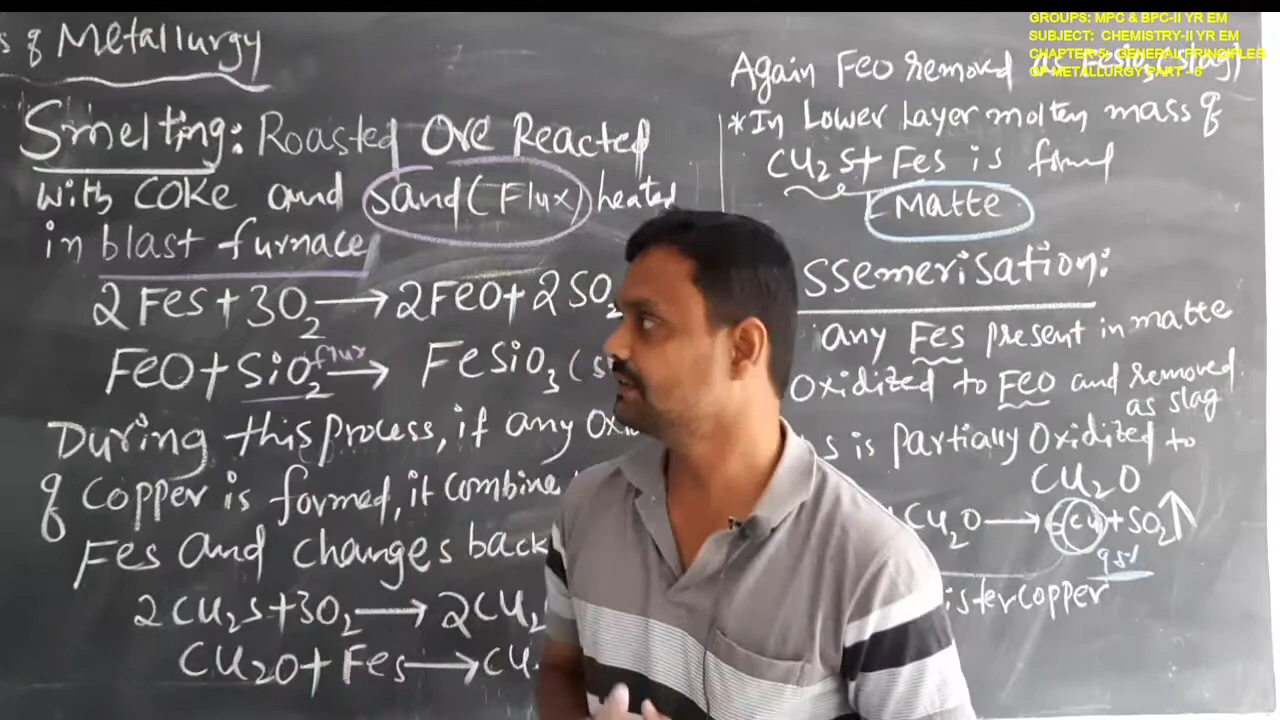 GROUPS: MPC & BPC-II YR EM
SUBJECT: CHEMISTRY-II YR EM
CHAPTER-5: GENERAL PRINCIPLES
OF METALLURGY PART - 6
s of Metallurgy
Smelting: Roasted Ore Reacted
with coke and sand (Flux) heated
in blast furnace
2Fes + 3O2 → 2FeO + 2SO2
FeO + SiO2 flux → FeSiO3 (s
During this process, if any Oxi
of Copper is formed, it combine
Fes and changes back
2Cu2s + 3O2 → 2Cu2
Cu2O + Fes → Cu
Again FeO removed as (slag)
*In Lower Layer molten mass of
Cu2s + Fes is formed
Matte
ssemerisation:
any Fes present in matte
Oxidized to FeO and removed
as slag
s is partially Oxidized to
Cu2O
Cu2O → Cu + SO2 ↑
istercopper